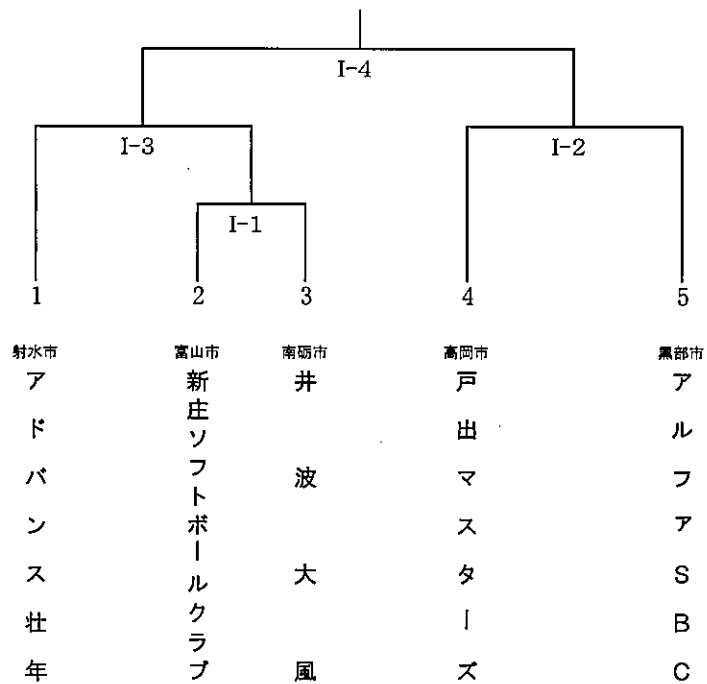 I-4
I-3
I-2
I-1
1
2
3
4
5
射水市
富山市
南砺市
高岡市
黒部市
アドバンス壮年
新庄ソフトボールクラブ
井波大風
戸出マスターズ
アルファSBC